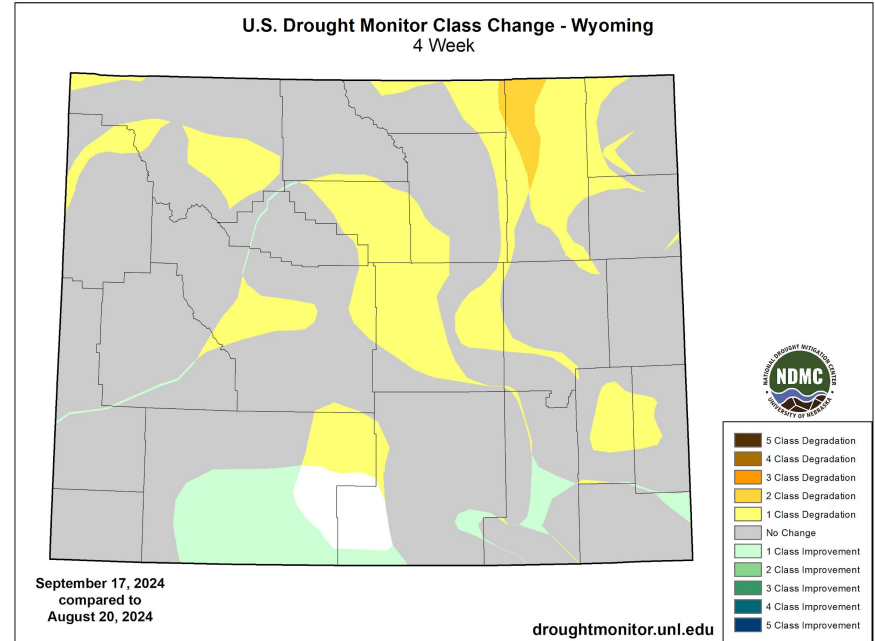 U.S. Drought Monitor Class Change - Wyoming
4 Week
NATIONAL DROUGHT MITIGATION CENTER
NDMC
UNIVERSITY OF NEBRASKA
5 Class Degradation
4 Class Degradation
3 Class Degradation
2 Class Degradation
1 Class Degradation
No Change
1 Class Improvement
2 Class Improvement
3 Class Improvement
4 Class Improvement
5 Class Improvement
September 17, 2024
compared to
August 20, 2024
droughtmonitor.unl.edu